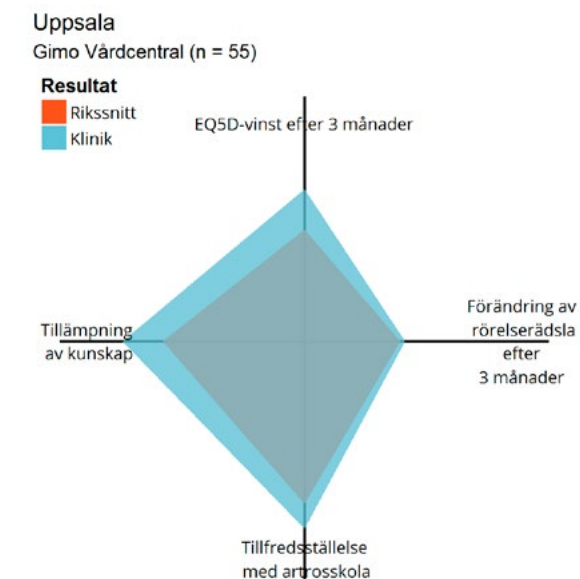 Uppsala
Gimo Vårdcentral (n = 55)
Resultat
Rikssnitt
Klinik
EQ5D-vinst efter 3 månader
Förändring av
rörelserädsla
efter
3 månader
Tillämpning
av kunskap
Tillfredsställelse
med artrosskola